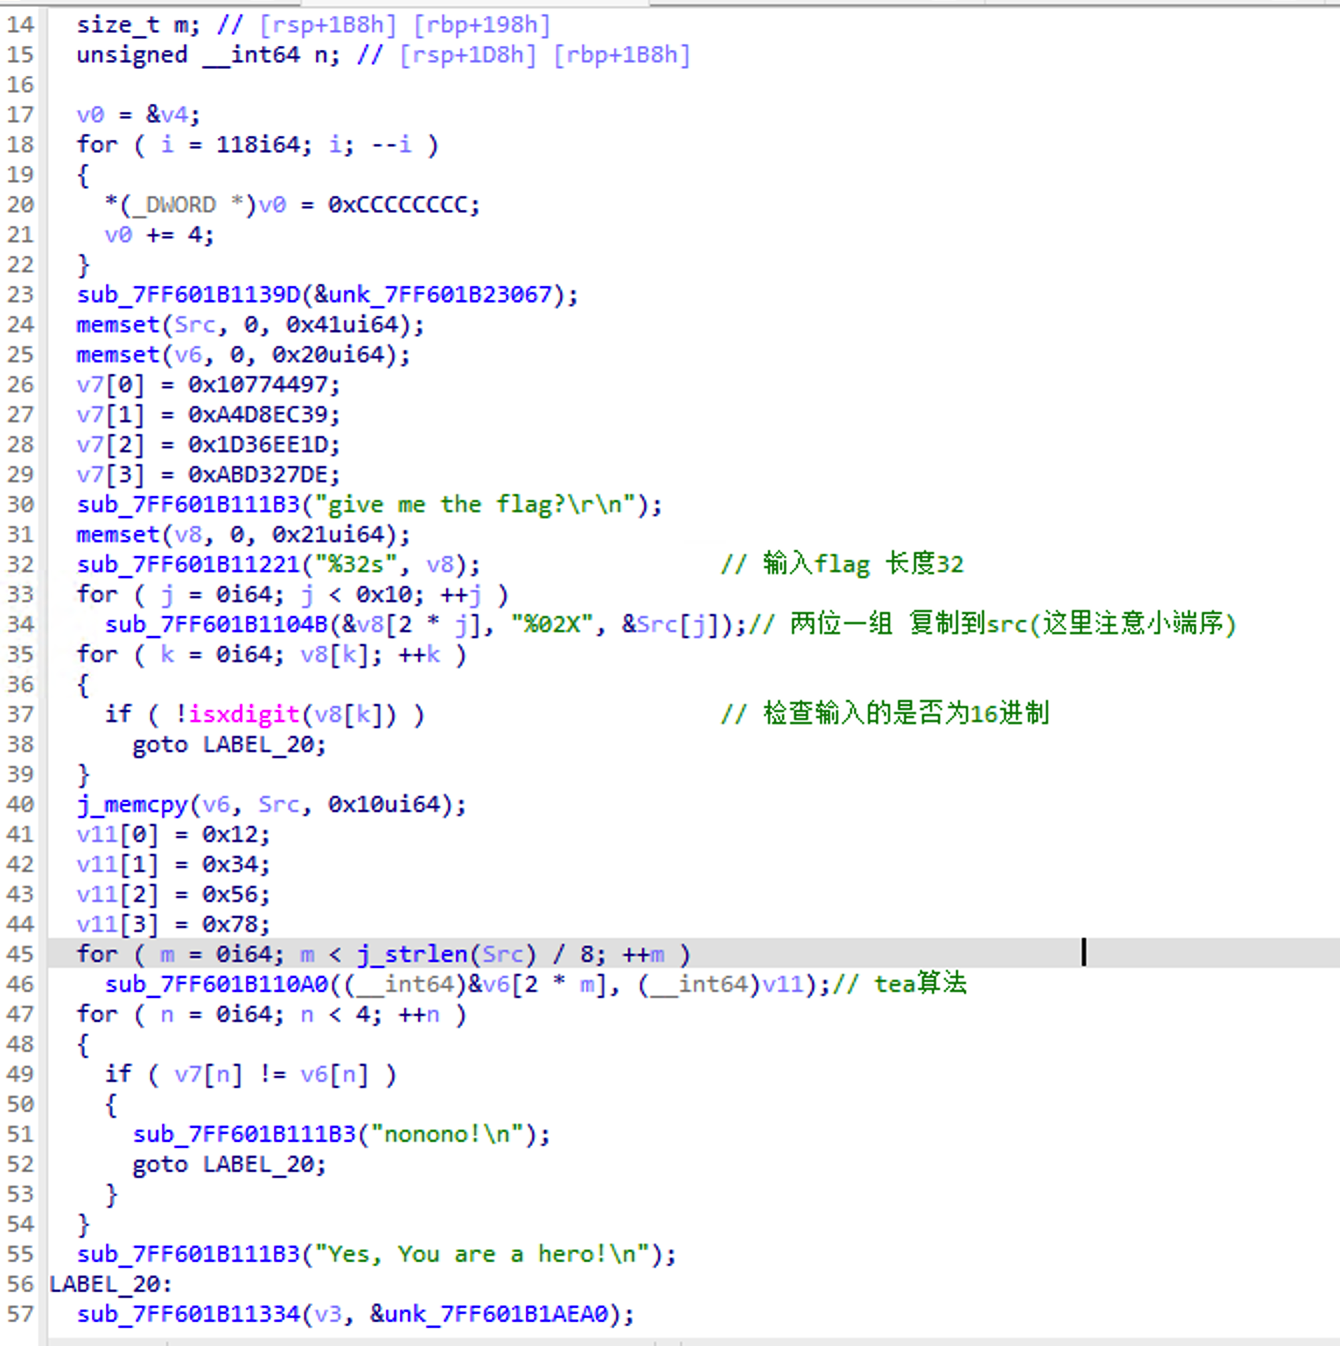 14 size_t m; // [rsp+1B8h] [rbp+198h]
15 unsigned __int64 n; // [rsp+1D8h] [rbp+1B8h]
16
17 v0 = &v4;
18 for ( i = 118i64; i; --i )
19 {
20 *(_DWORD *)v0 = 0xCCCCCCCC;
21 v0 += 4;
22 }
23 sub_7FF601B1139D(&unk_7FF601B23067);
24 memset(Src, 0, 0x41ui64);
25 memset(v6, 0, 0x20ui64);
26 v7[0] = 0x10774497;
27 v7[1] = 0xA4D8EC39;
28 v7[2] = 0x1D36EE1D;
29 v7[3] = 0xABD327DE;
30 sub_7FF601B111B3("give me the flag?\r\n");
31 memset(v8, 0, 0x21ui64);
32 sub_7FF601B11221("%32s", v8); // 输入flag 长度32
33 for ( j = 0i64; j < 0x10; ++j )
34 sub_7FF601B1104B(&v8[2 * j], "%02X", &Src[j]);// 两位一组 复制到src(这里注意小端序)
35 for ( k = 0i64; v8[k]; ++k )
36 {
37 if ( !isxdigit(v8[k]) ) // 检查输入的是否为16进制
38 goto LABEL_20;
39 }
40 j_memcpy(v6, Src, 0x10ui64);
41 v11[0] = 0x12;
42 v11[1] = 0x34;
43 v11[2] = 0x56;
44 v11[3] = 0x78;
45 for ( m = 0i64; m < j_strlen(Src) / 8; ++m )
46 sub_7FF601B110A0((__int64)&v6[2 * m], (__int64)v11);// tea算法
47 for ( n = 0i64; n < 4; ++n )
48 {
49 if ( v7[n] != v6[n] )
50 {
51 sub_7FF601B111B3("nonono!\n");
52 goto LABEL_20;
53 }
54 }
55 sub_7FF601B111B3("Yes, You are a hero!\n");
56 LABEL_20:
57 sub_7FF601B11334(v3, &unk_7FF601B1AEA0);